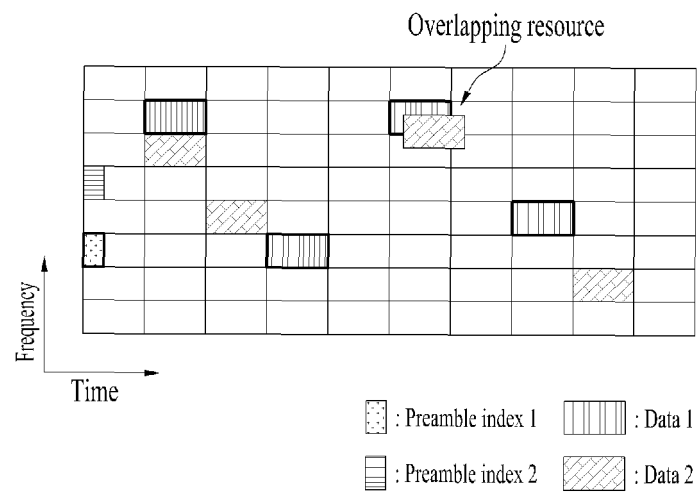 Overlapping resource
Frequency
Time
: Preamble index 1
: Data 1
: Preamble index 2
: Data 2